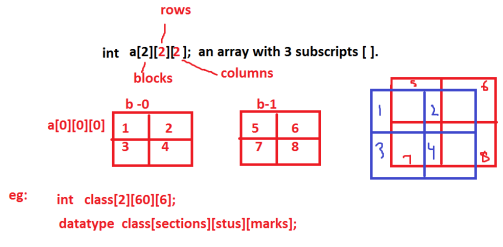 rows
int a[2][2][2]; an array with 3 subscripts [ ].
blocks
columns
b -0
b-1
a[0][0][0]
1 2
3 4
5 6
7 8
5 6
1 2
3 7 4 8
eg: int class[2][60][6];
datatype class[sections][stus][marks];